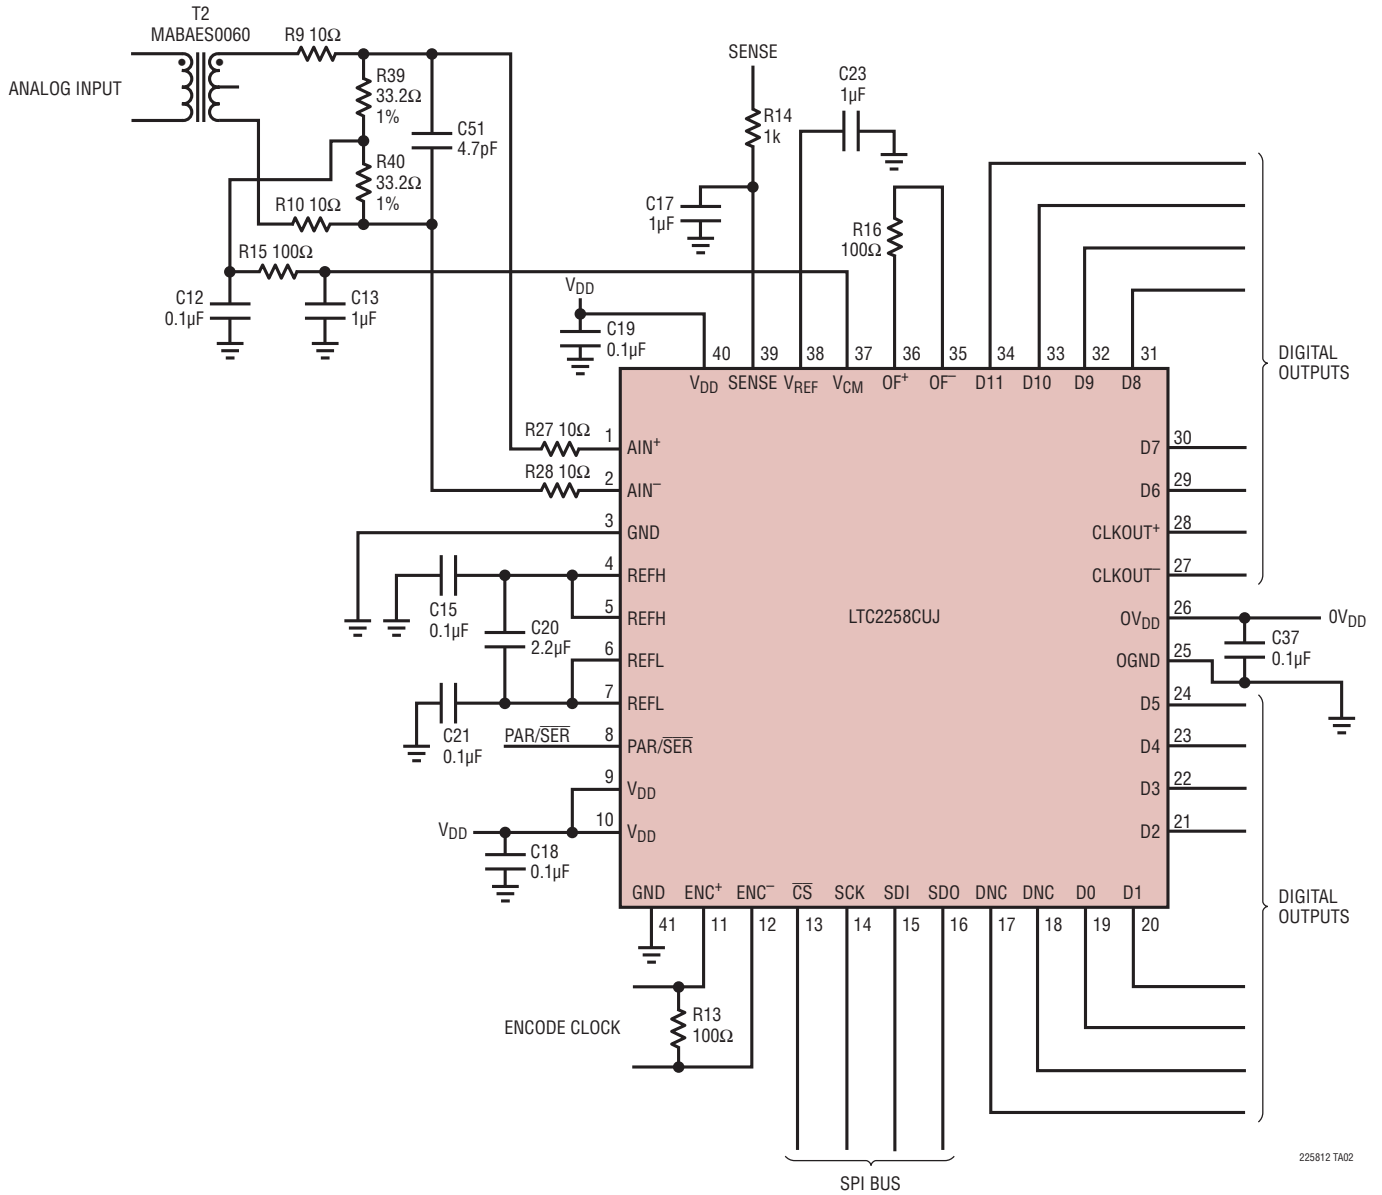 T2
MABAES0060
ANALOG INPUT
R9 10Ω
R39
33.2Ω
1%
C51
4.7pF
R40
33.2Ω
1%
R10 10Ω
R15 100Ω
C12
0.1µF
C13
1µF
SENSE
R14
1k
C23
1µF
C17
1µF
R16
100Ω
VDD
C19
0.1µF
40
39
38
37
36
35
34
33
32
31
VDD
SENSE
VREF
VCM
OF+
OF–
D11
D10
D9
D8
DIGITAL
OUTPUTS
R27 10Ω
1
AIN+
R28 10Ω
2
AIN–
3
GND
4
REFH
5
REFH
6
REFL
7
REFL
C15
0.1µF
C20
2.2µF
C21
0.1µF
PAR/SER
8
PAR/SER
9
VDD
VDD
10
VDD
C18
0.1µF
LTC2258CUJ
D7
30
D6
29
CLKOUT+
28
CLKOUT–
27
OVDD
26
0VDD
C37
0.1µF
OGND
25
D5
24
D4
23
D3
22
D2
21
GND
ENC+
ENC–
CS
SCK
SDI
SDO
DNC
DNC
D0
D1
41
11
12
13
14
15
16
17
18
19
20
DIGITAL
OUTPUTS
ENCODE CLOCK
R13
100Ω
SPI BUS
225812 TA02